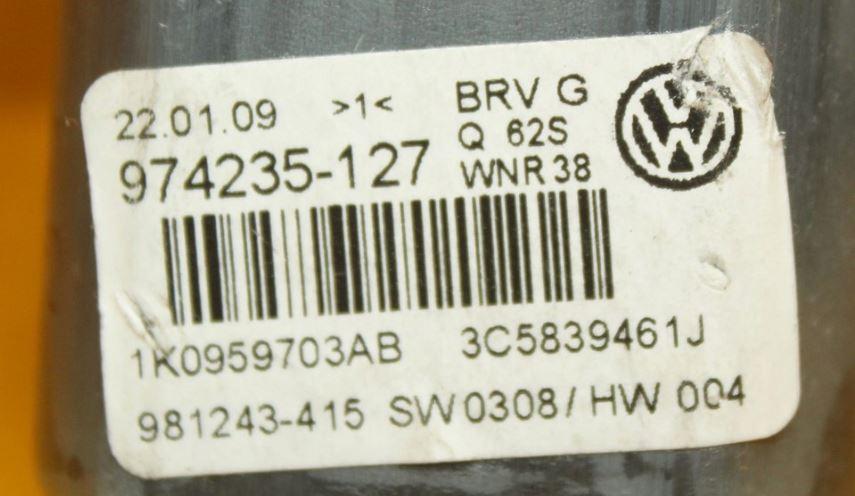 22.01.09 >1< BRV G
Q 62S
974235-127 WNR 38
1K0959703AB 3C5839461J
981243-415 SW0308/ HW 004